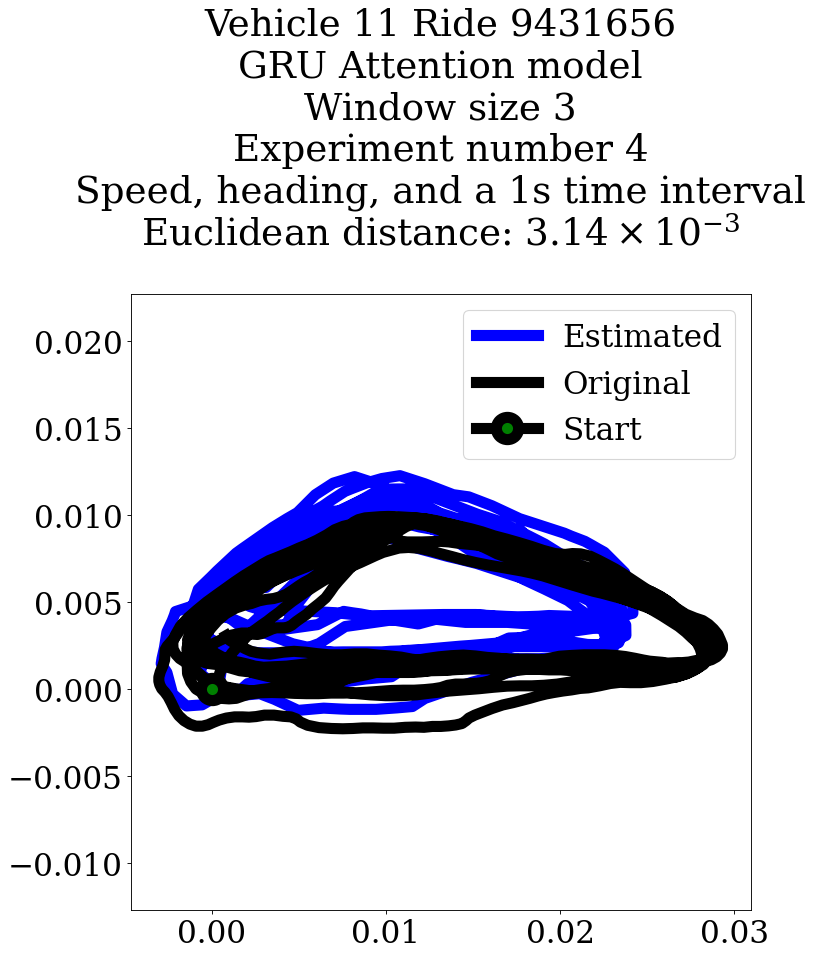 Vehicle 11 Ride 9431656
GRU Attention model
Window size 3
Experiment number 4
Speed, heading, and a 1s time interval
Euclidean distance: 3.14 × 10⁻³
Estimated
Original
Start
0.020
0.015
0.010
0.005
0.000
−0.005
−0.010
0.00 0.01 0.02 0.03